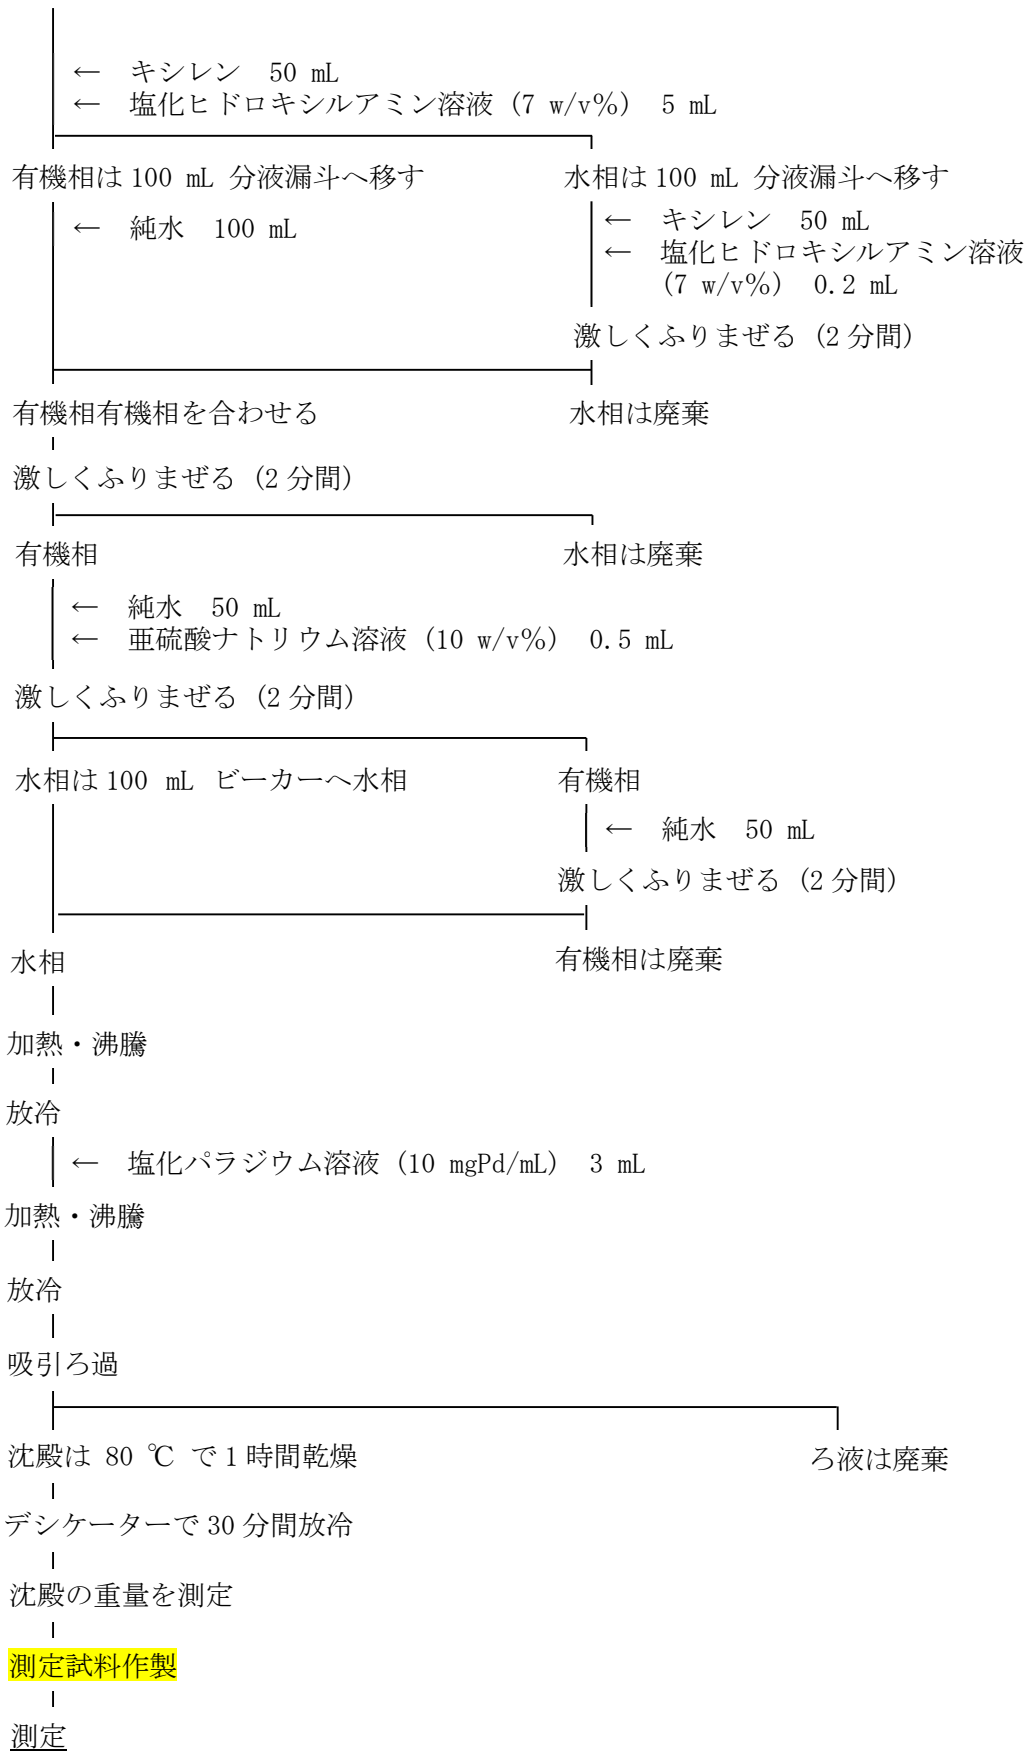 ← キシレン 50 mL
← 塩化ヒドロキシルアミン溶液 (7 w/v％) 5 mL
有機相は 100 mL 分液漏斗へ移す
水相は 100 mL 分液漏斗へ移す
← 純水 100 mL
← キシレン 50 mL
← 塩化ヒドロキシルアミン溶液
(7 w/v％) 0.2 mL
激しくふりまぜる (2 分間)
有機相有機相を合わせる
水相は廃棄
激しくふりまぜる (2 分間)
有機相
水相は廃棄
← 純水 50 mL
← 亜硫酸ナトリウム溶液 (10 w/v％) 0.5 mL
激しくふりまぜる (2 分間)
水相は 100 mL ビーカーへ水相
有機相
← 純水 50 mL
激しくふりまぜる (2 分間)
水相
有機相は廃棄
加熱・沸騰
放冷
← 塩化パラジウム溶液 (10 mgPd/mL) 3 mL
加熱・沸騰
放冷
吸引ろ過
沈殿は 80 ℃ で 1 時間乾燥
ろ液は廃棄
デシケーターで 30 分間放冷
沈殿の重量を測定
測定試料作製
測定